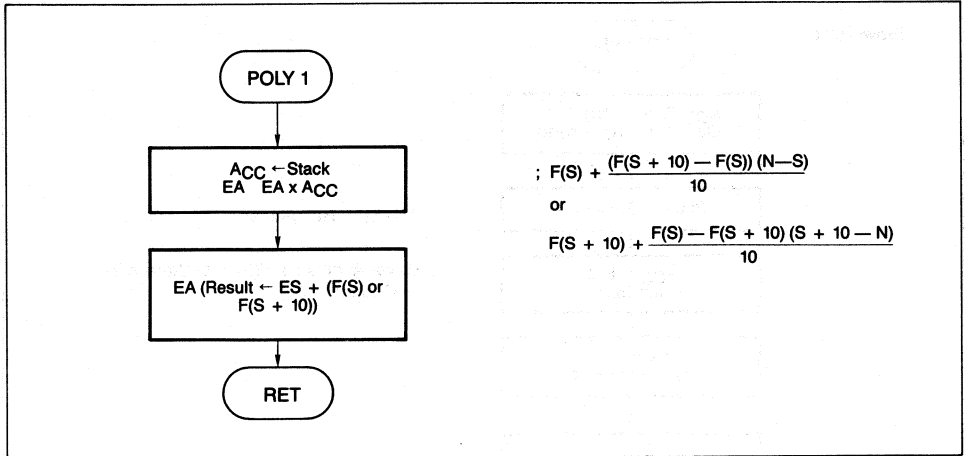 POLY 1
ACC ← Stack
EA EA x ACC
EA (Result ← ES + (F(S) or
F(S + 10))
RET
; F(S) + (F(S + 10) — F(S)) (N—S)
10
or
F(S + 10) + F(S) — F(S + 10) (S + 10 — N)
10